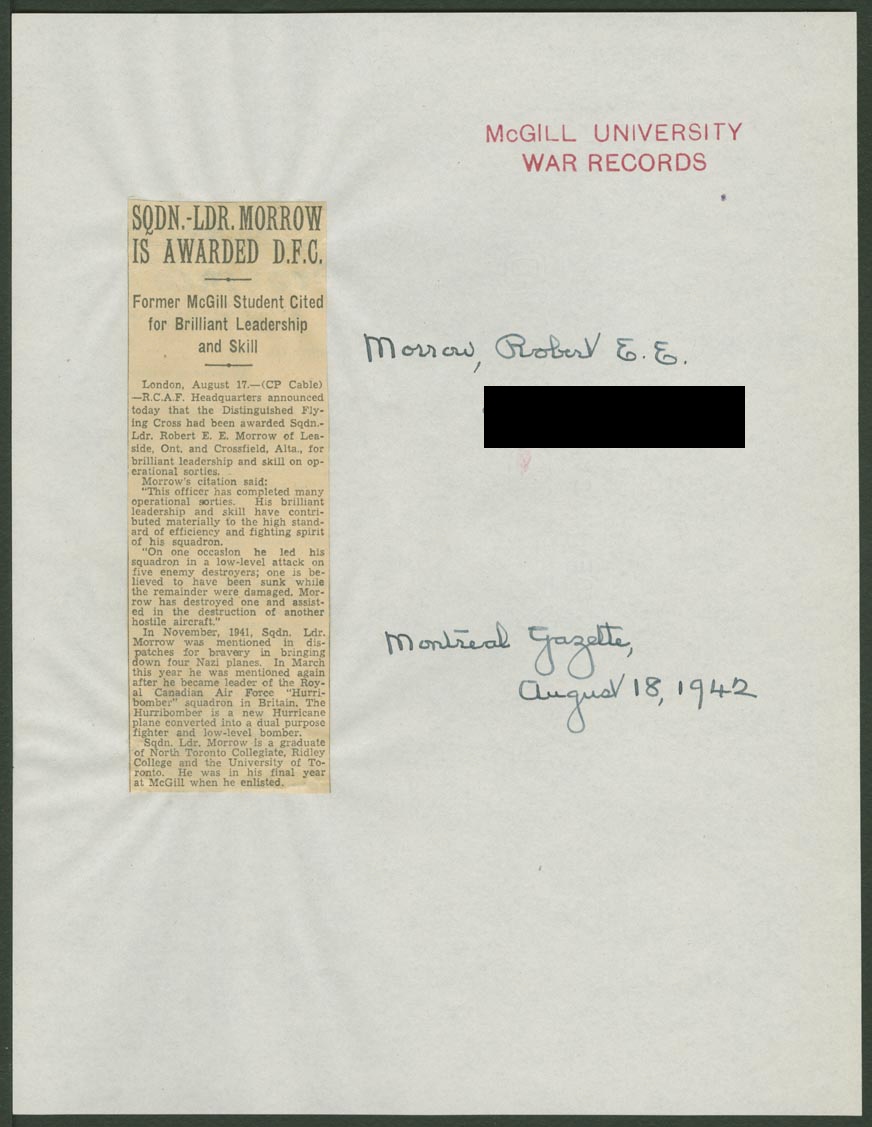 McGILL UNIVERSITY
WAR RECORDS
SQDN.-LDR. MORROW
IS AWARDED D.F.C.
Former McGill Student Cited
for Brilliant Leadership
and Skill
London, August 17.—(CP Cable)
—R.C.A.F. Headquarters announced
today that the Distinguished Fly-
ing Cross had been awarded Sqdn.-
Ldr. Robert E. E. Morrow of Lea-
side, Ont. and Crossfield, Alta., for
brilliant leadership and skill on op-
erational sorties.
Morrow's citation said:
"This officer has completed many
operational sorties. His brilliant
leadership and skill have contri-
buted materially to the high stand-
ard of efficiency and fighting spirit
of his squadron.
"On one occasion he led his
squadron in a low-level attack on
five enemy destroyers; one is be-
lieved to have been sunk while
the remainder were damaged. Mor-
row has destroyed one and assist-
ed in the destruction of another
hostile aircraft."
In November, 1941, Sqdn. Ldr.
Morrow was mentioned in dis-
patches for bravery in bringing
down four Nazi planes. In March
this year he was mentioned again
after he became leader of the Roy-
al Canadian Air Force "Hurri-
bomber" squadron in Britain. The
Hurribomber is a new Hurricane
plane converted into a dual purpose
fighter and low-level bomber.
Sqdn. Ldr. Morrow is a graduate
of North Toronto Collegiate, Ridley
College and the University of To-
ronto. He was in his final year
at McGill when he enlisted.
Morrow, Robert E. E.
Montreal Gazette,
August 18, 1942